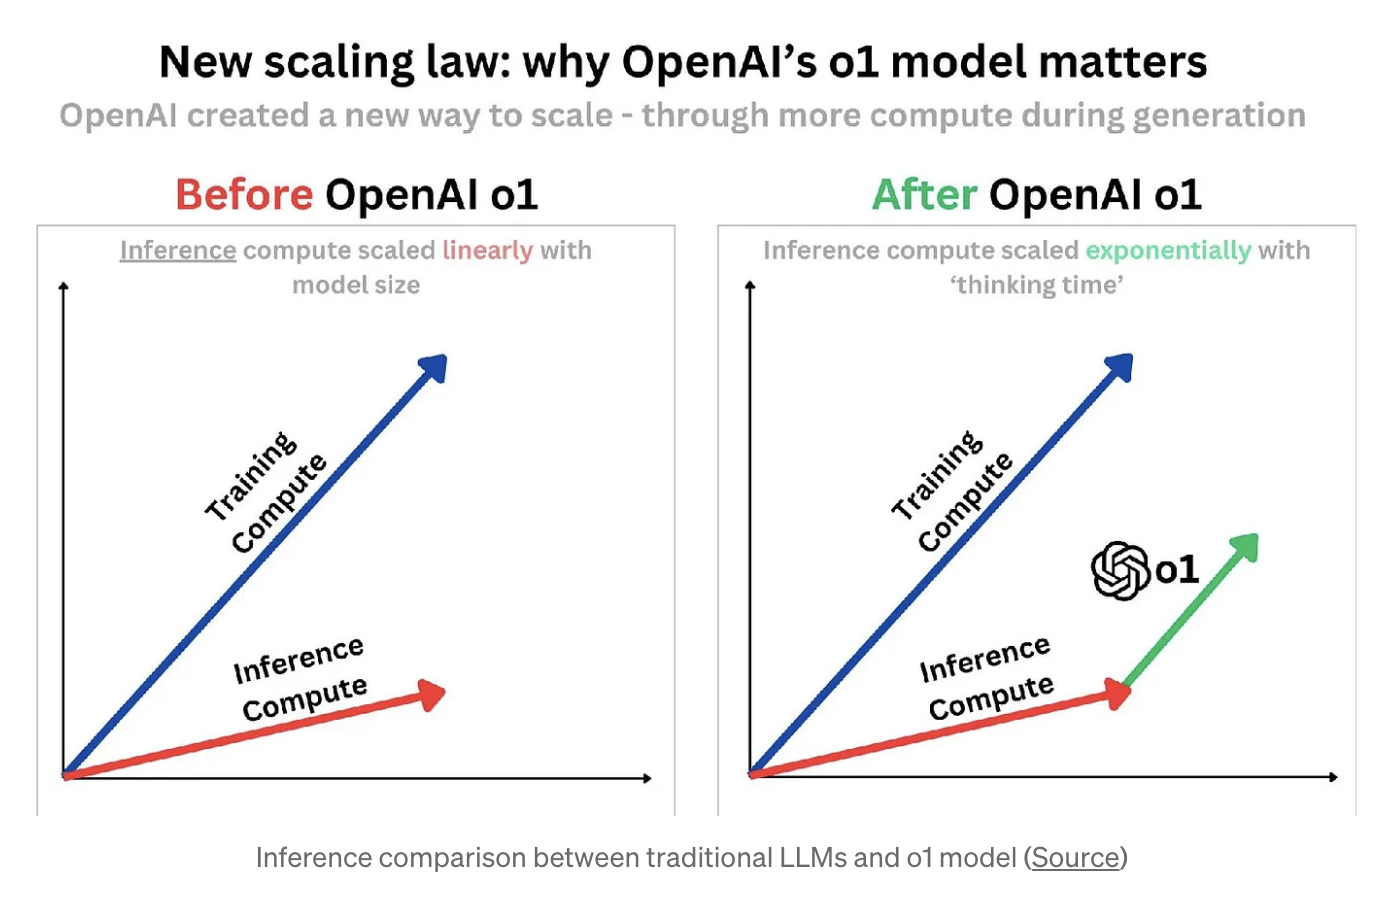 New scaling law: why OpenAI's o1 model matters
OpenAI created a new way to scale - through more compute during generation
Before OpenAI o1
Inference compute scaled linearly with
model size
Training
Compute
Inference
Compute
After OpenAI o1
Inference compute scaled exponentially with
‘thinking time’
Training
Compute
o1
Inference
Compute
Inference comparison between traditional LLMs and o1 model (Source)